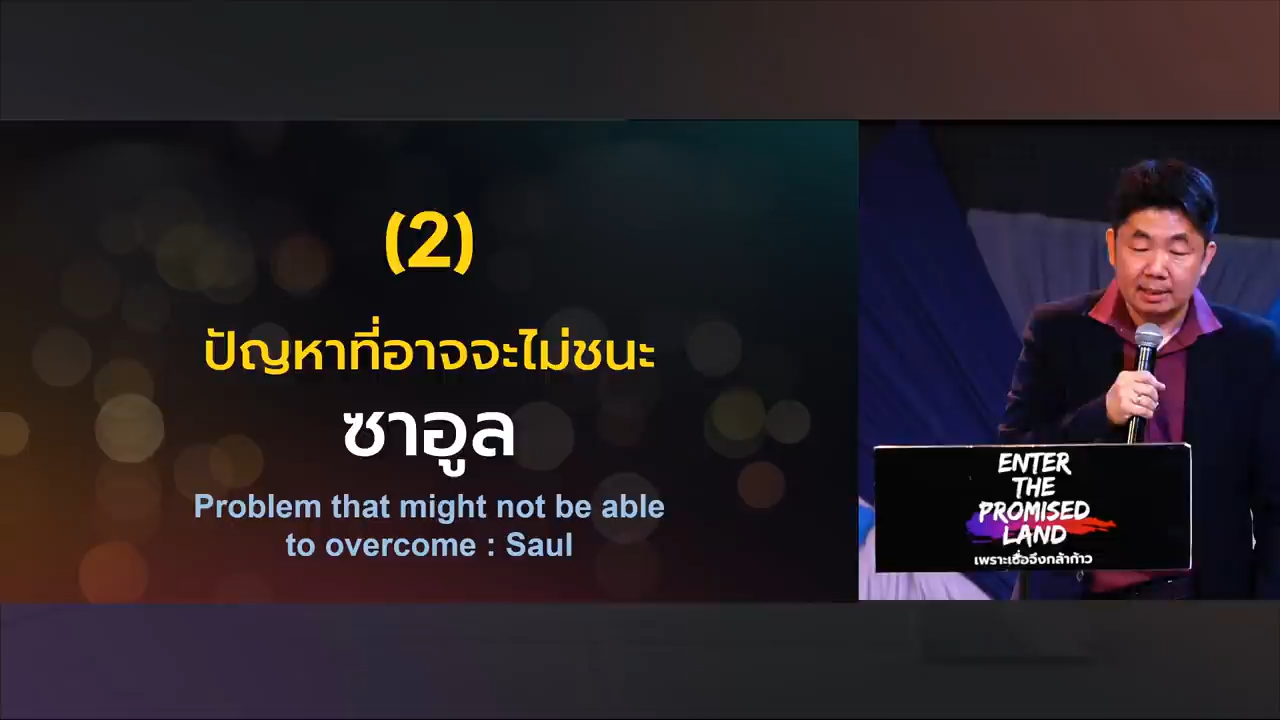 (2)
ปัญหาที่อาจจะไม่ชนะ
ซาอูล
Problem that might not be able
to overcome : Saul
ENTER
THE
PROMISED
LAND
เพราะเชื่อจึงกล้าก้าว